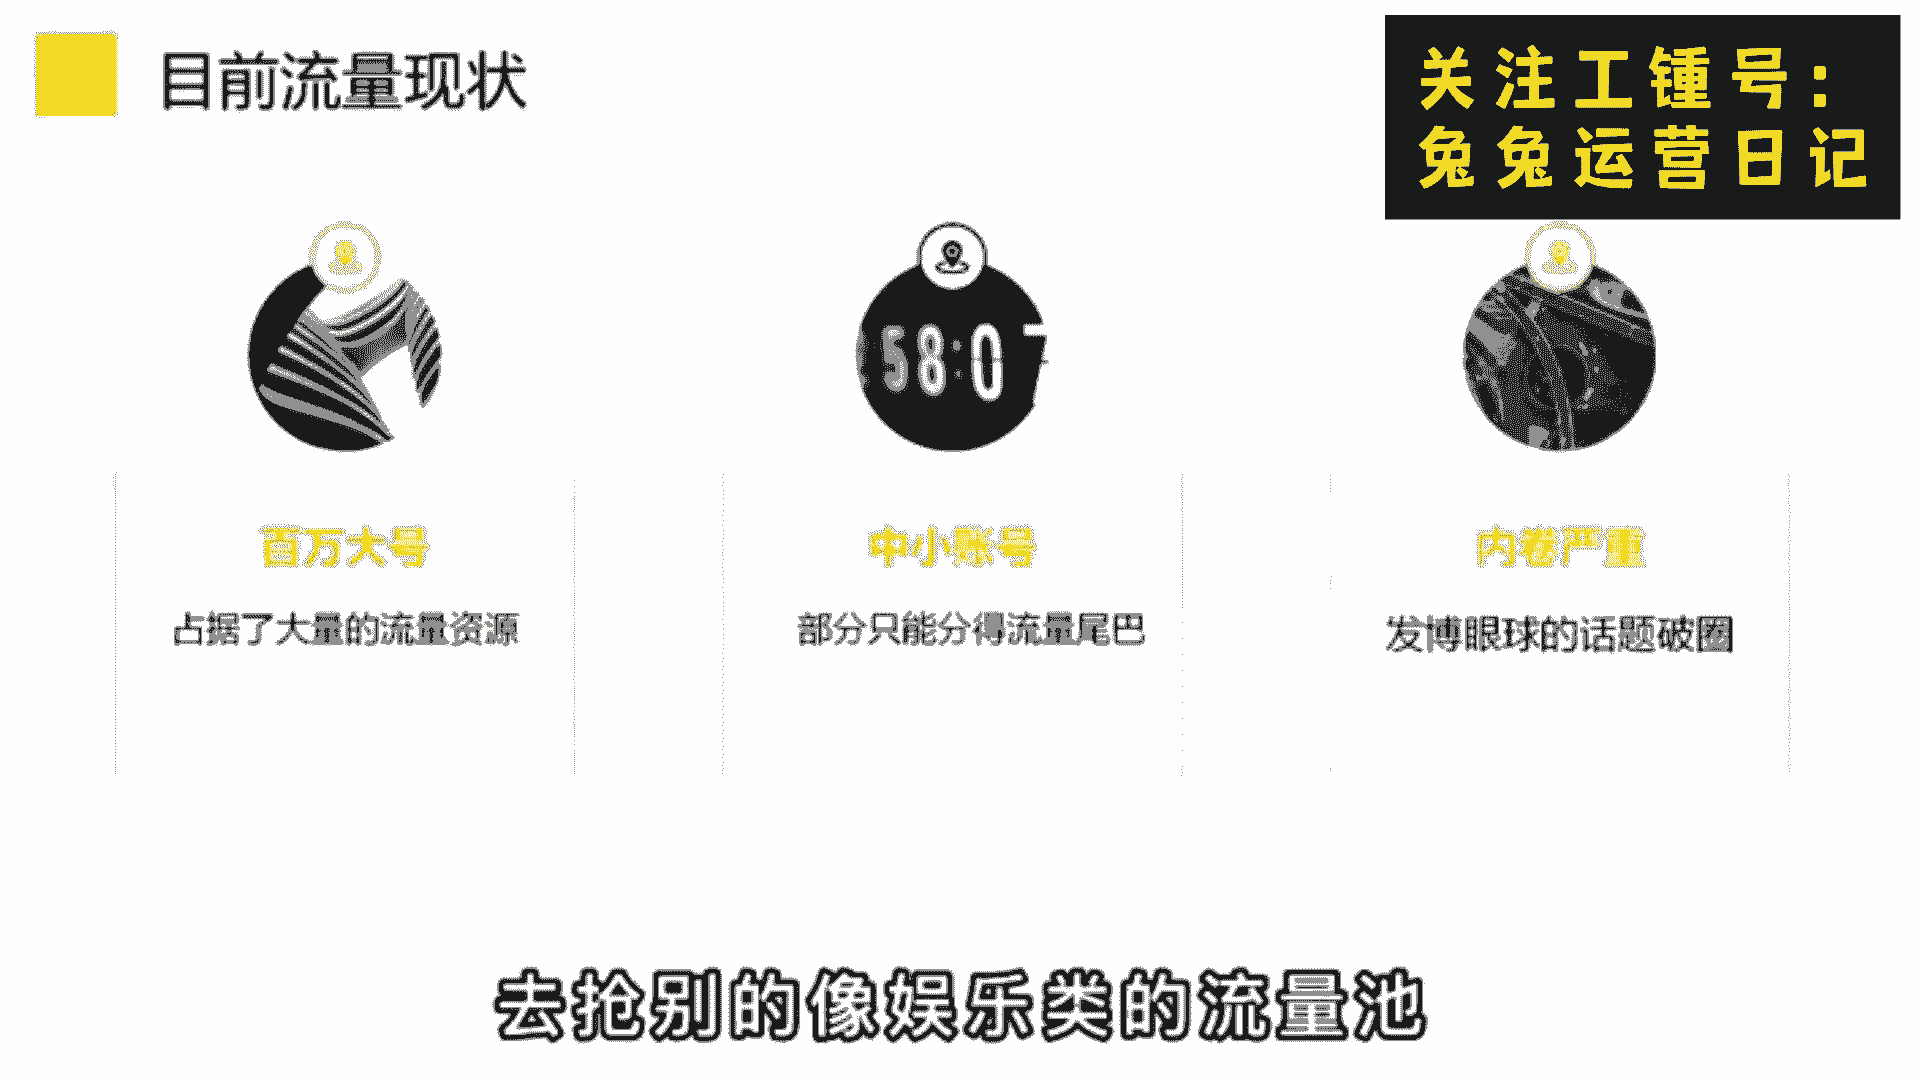 目前流量现状
关注工锺号:
兔兔运营日记
58:07
百万大号
中小账号
内卷严重
占据了大量的流量资源
部分只能分得流量尾巴
发博眼球的话题破圈
去抢别的像娱乐类的流量池